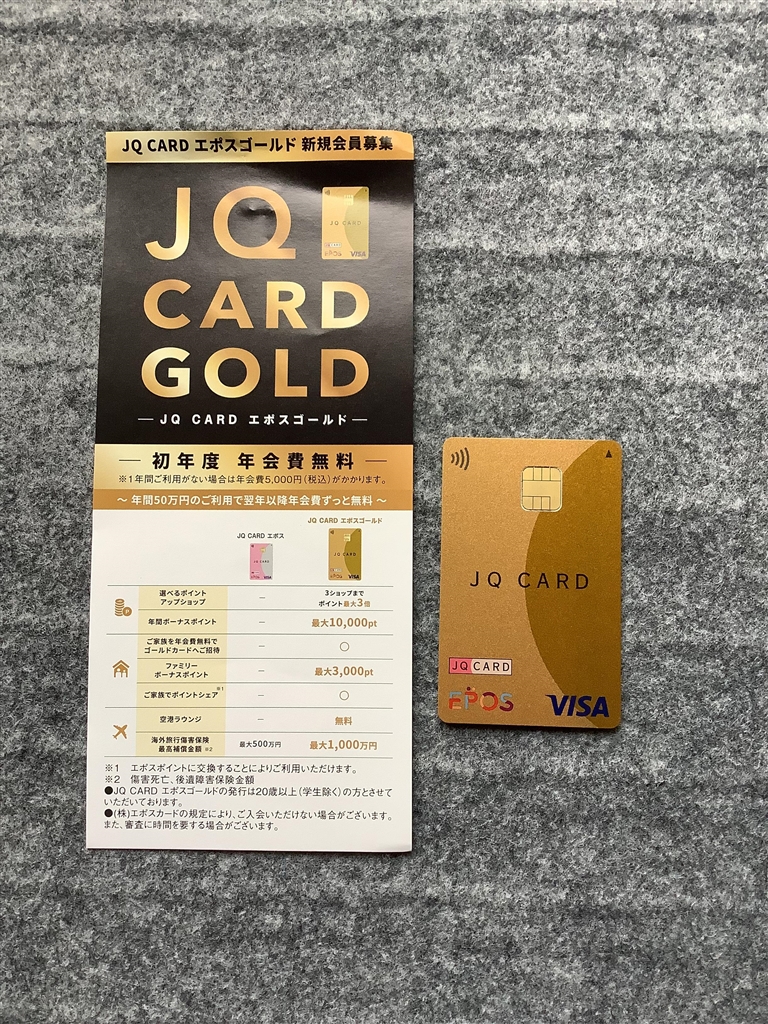 JQ CARD エポスゴールド 新規会員募集
JQ
JQ CARD
EPOS VISA
CARD
GOLD
— JQ CARD エポスゴールド —
— 初年度 年会費無料 —
※1年間ご利用がない場合は年会費5,000円(税込)がかかります。
～ 年間50万円のご利用で翌年以降年会費ずっと無料 ～
JQ CARD エポス JQ CARD エポスゴールド
JQ CARD
VISA
選べるポイント
アップショップ
— 3ショップまで
ポイント最大3倍
年間ボーナスポイント — 最大10,000pt
ご家族を年会費無料で
ゴールドカードへご招待
— ○
ファミリー
ボーナスポイント
— 最大3,000pt
ご家族でポイントシェア ※1 — ○
空港ラウンジ — 無料
海外旅行傷害保険
最高補償金額 ※2
最大500万円 最大1,000万円
※1 エポスポイントに交換することによりご利用いただけます。
※2 傷害死亡、後遺障害保険金額
●JQ CARD エポスゴールドの発行は20歳以上(学生除く)の方とさせて
いただいております。
●(株)エポスカードの規定により、ご入会いただけない場合がございます。
また、審査に時間を要する場合がございます。
JQ CARD
JQ CARD
EPOS VISA